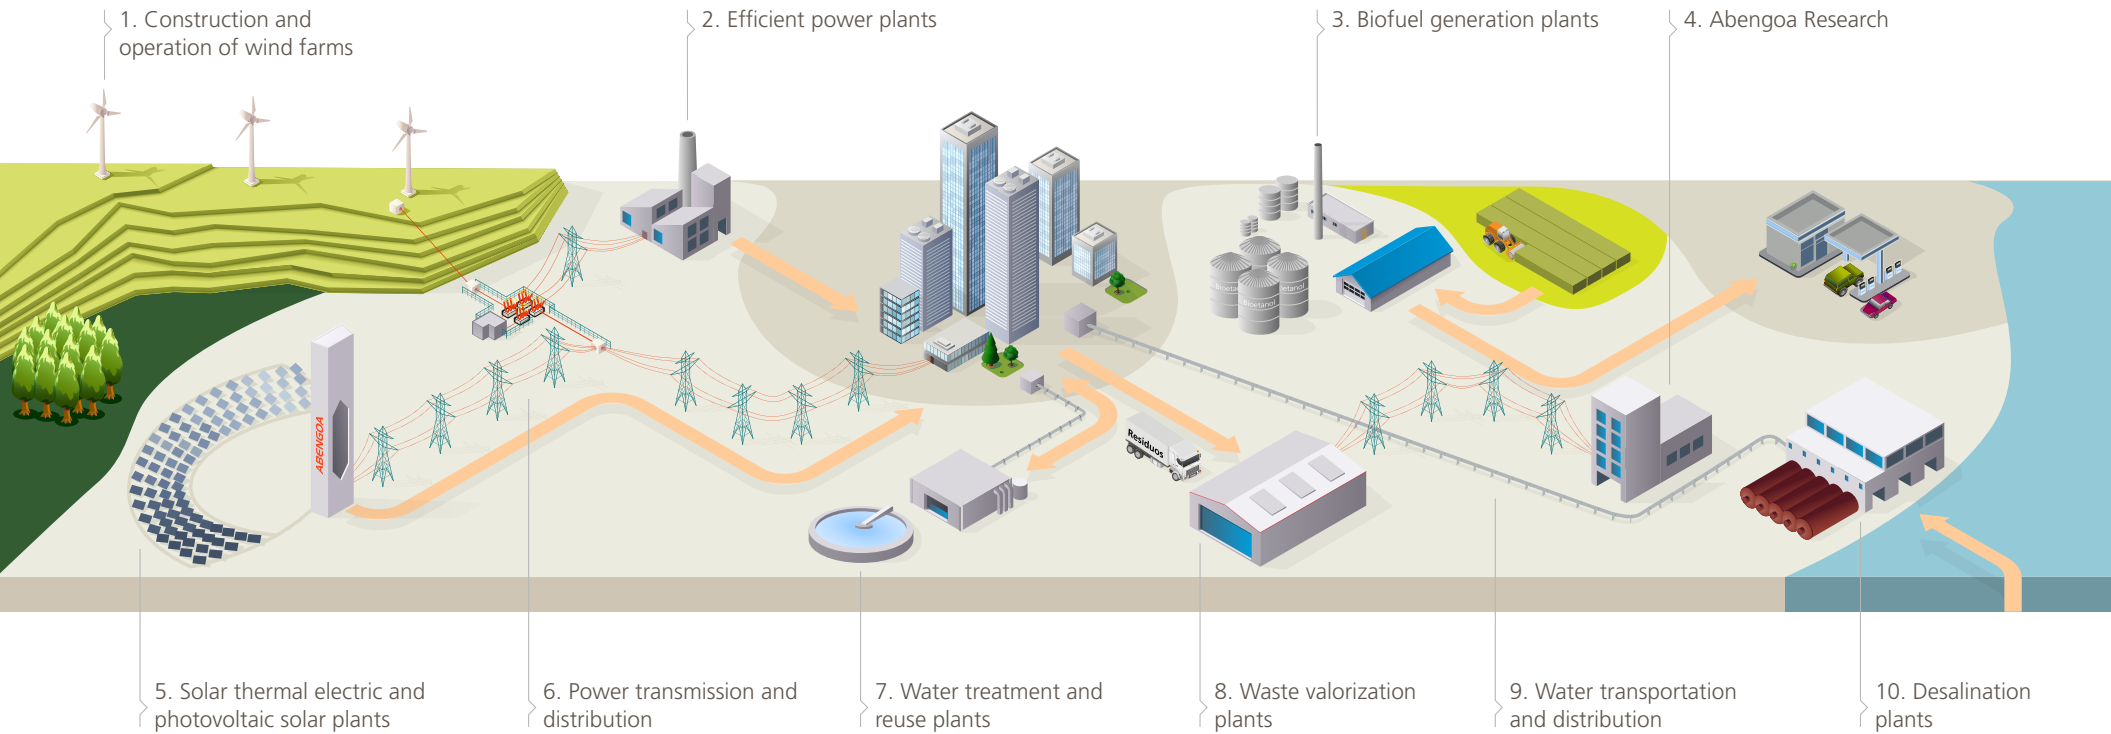 1. Construction and
operation of wind farms
2. Efficient power plants
3. Biofuel generation plants
4. Abengoa Research
ABENGOA
Bioetanol
Bioetanol
Residuos
5. Solar thermal electric and
photovoltaic solar plants
6. Power transmission and
distribution
7. Water treatment and
reuse plants
8. Waste valorization
plants
9. Water transportation
and distribution
10. Desalination
plants